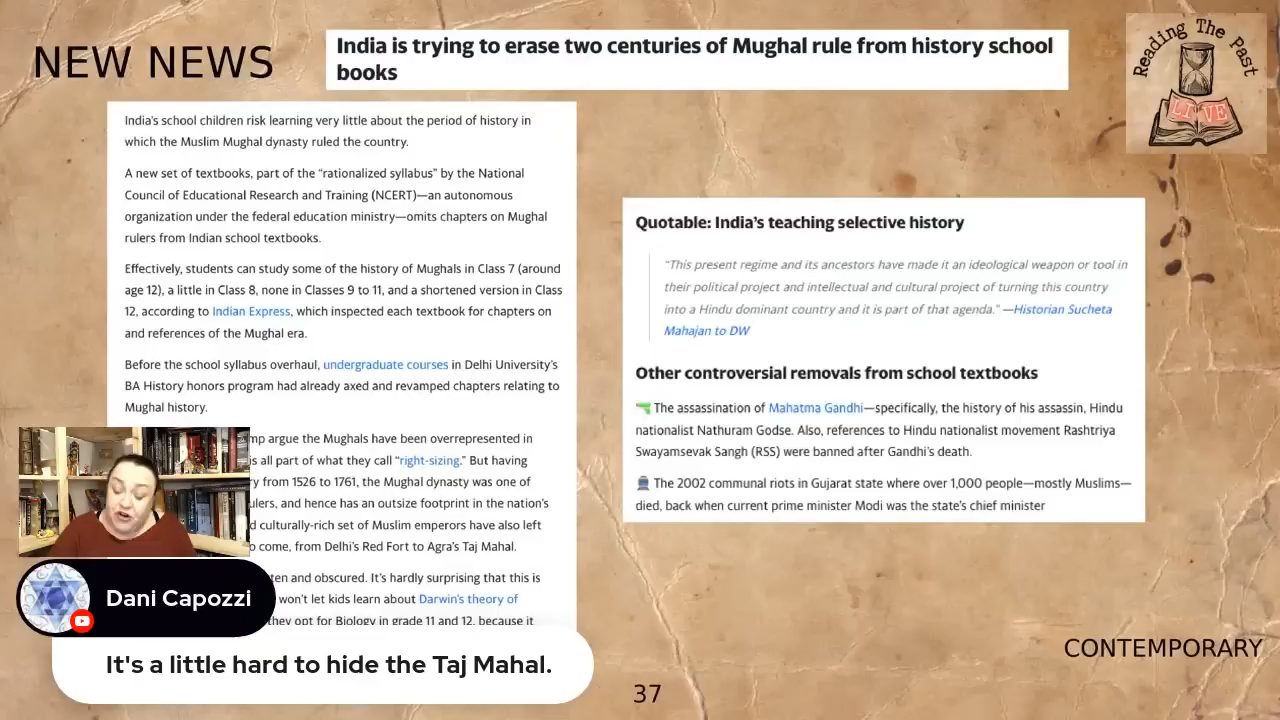 NEW NEWS
India is trying to erase two centuries of Mughal rule from history school
books
Reading The Past
LIVE
India's school children risk learning very little about the period of history in
which the Muslim Mughal dynasty ruled the country.
A new set of textbooks, part of the “rationalized syllabus” by the National
Council of Educational Research and Training (NCERT)—an autonomous
organization under the federal education ministry—omits chapters on Mughal
rulers from Indian school textbooks.
Effectively, students can study some of the history of Mughals in Class 7 (around
age 12), a little in Class 8, none in Classes 9 to 11, and a shortened version in Class
12, according to Indian Express, which inspected each textbook for chapters on
and references of the Mughal era.
Before the school syllabus overhaul, undergraduate courses in Delhi University's
BA History honors program had already axed and revamped chapters relating to
Mughal history.
mp argue the Mughals have been overrepresented in
is all part of what they call “right-sizing.” But having
ry from 1526 to 1761, the Mughal dynasty was one of
ulers, and hence has an outsize footprint in the nation's
d culturally-rich set of Muslim emperors have also left
o come, from Delhi's Red Fort to Agra's Taj Mahal.
ten and obscured. It's hardly surprising that this is
won't let kids learn about Darwin's theory of
they opt for Biology in grade 11 and 12, because it
Quotable: India's teaching selective history
“This present regime and its ancestors have made it an ideological weapon or tool in
their political project and intellectual and cultural project of turning this country
into a Hindu dominant country and it is part of that agenda.” —Historian Sucheta
Mahajan to DW
Other controversial removals from school textbooks
The assassination of Mahatma Gandhi—specifically, the history of his assassin, Hindu
nationalist Nathuram Godse. Also, references to Hindu nationalist movement Rashtriya
Swayamsevak Sangh (RSS) were banned after Gandhi's death.
The 2002 communal riots in Gujarat state where over 1,000 people—mostly Muslims—
died, back when current prime minister Modi was the state's chief minister
Dani Capozzi
It's a little hard to hide the Taj Mahal.
CONTEMPORARY
37